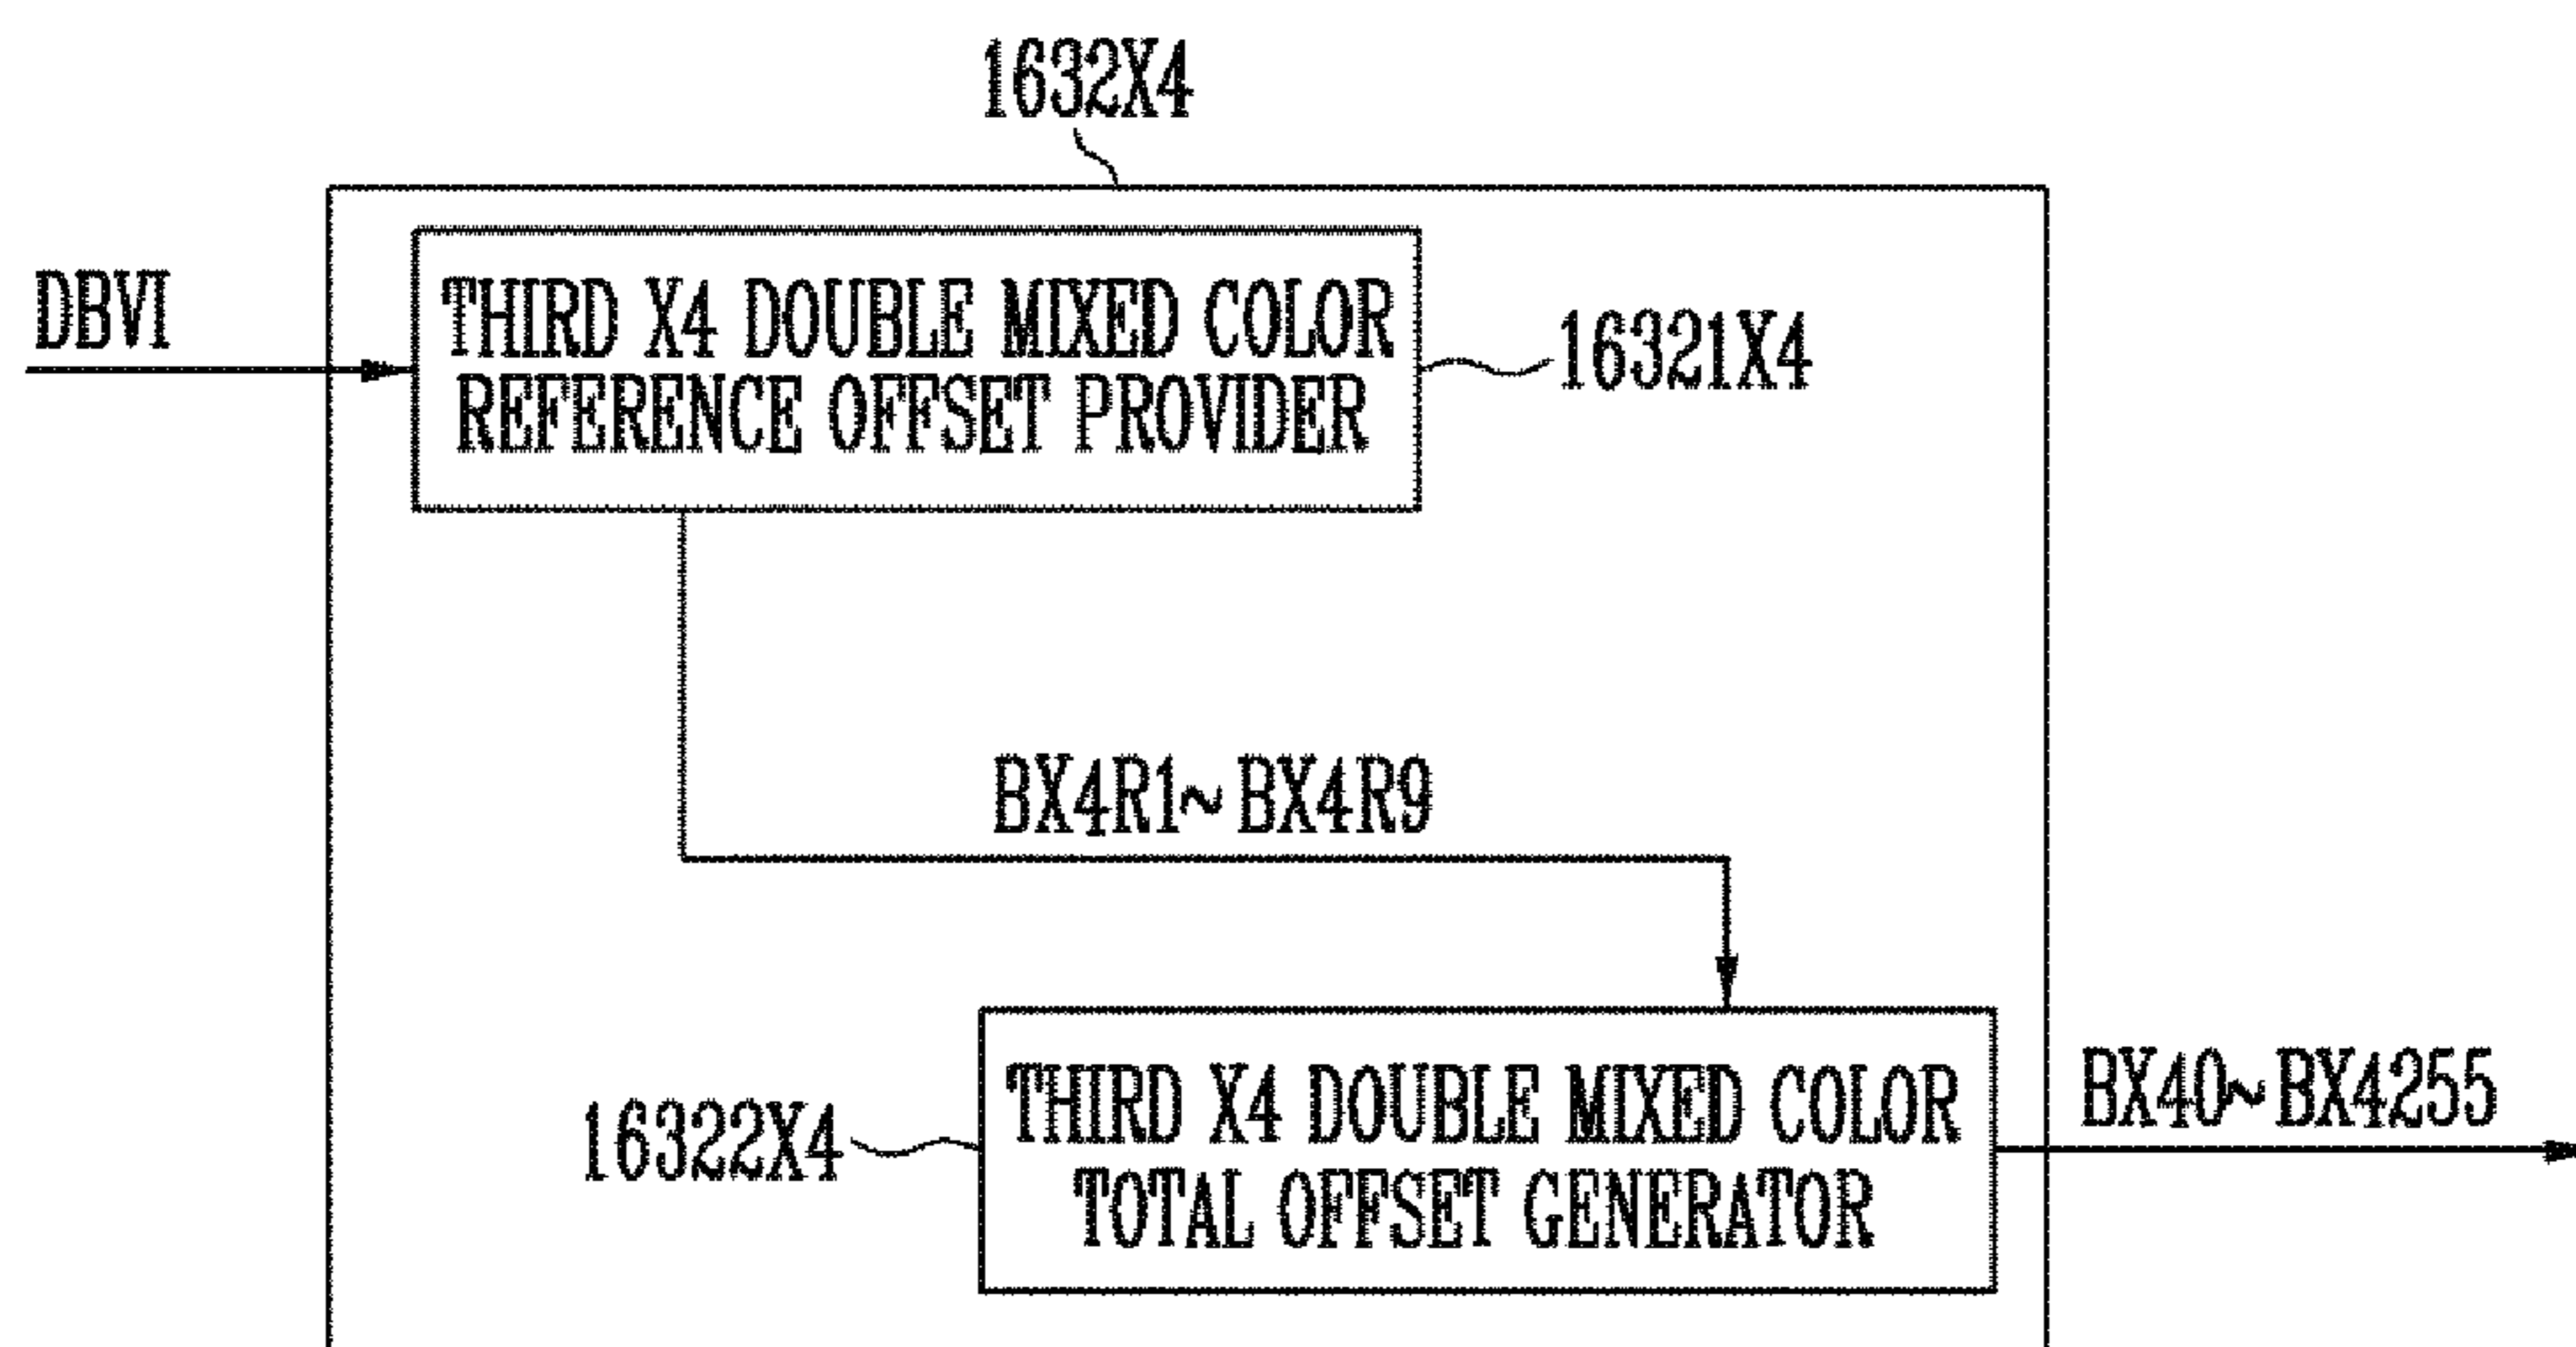 1632X4
DBVI
THIRD X4 DOUBLE MIXED COLOR
REFERENCE OFFSET PROVIDER
16321X4
BX4R1~BX4R9
THIRD X4 DOUBLE MIXED COLOR
TOTAL OFFSET GENERATOR
16322X4
BX40~BX4255